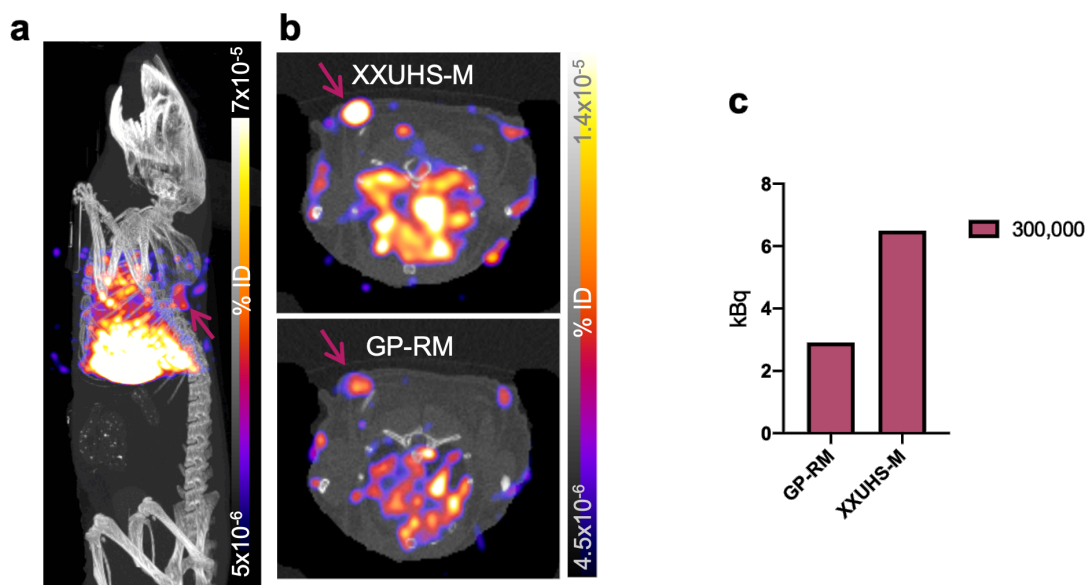 a
7x10⁻⁵
% ID
5x10⁻⁶
b
XXUHS-M
GP-RM
1.4x10⁻⁵
% ID
4.5x10⁻⁶
c
8
6
4
2
0
kBq
GP-RM
XXUHS-M
300,000